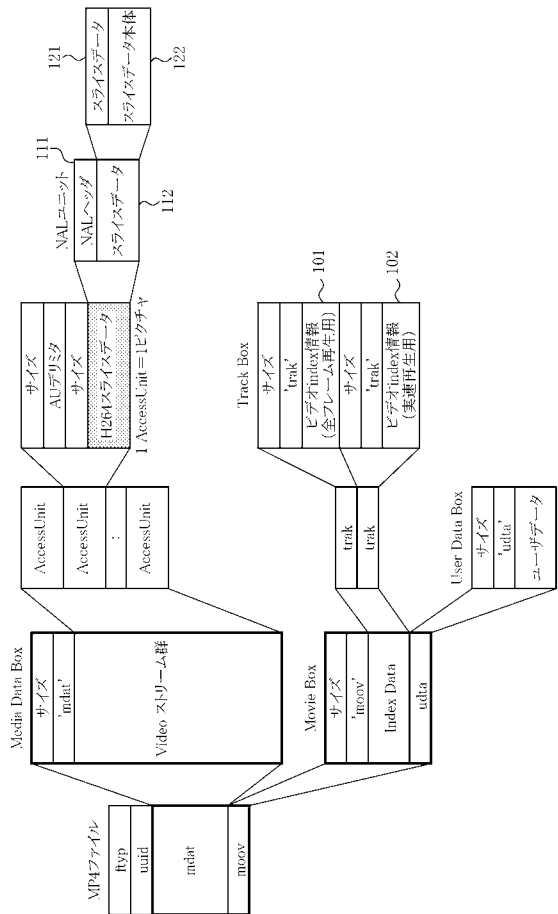 MP4ファイル
ftyp
uuid
mdat
moov
Media Data Box
サイズ
'mdat'
Video ストリーム群
AccessUnit
AccessUnit
:
AccessUnit
サイズ
AUデリミタ
サイズ
H264スライスデータ
1 AccessUnit=1ピクチャ
NALユニット
111
NALヘッダ
スライスデータ
112
121
スライスデータ
スライスデータ本体
122
Movie Box
サイズ
'moov'
Index Data
udta
trak
trak
Track Box
サイズ
'trak'
ビデオindex情報
(全フレーム再生用)
101
サイズ
'trak'
ビデオindex情報
(実速再生用)
102
User Data Box
サイズ
'udta'
ユーザデータ